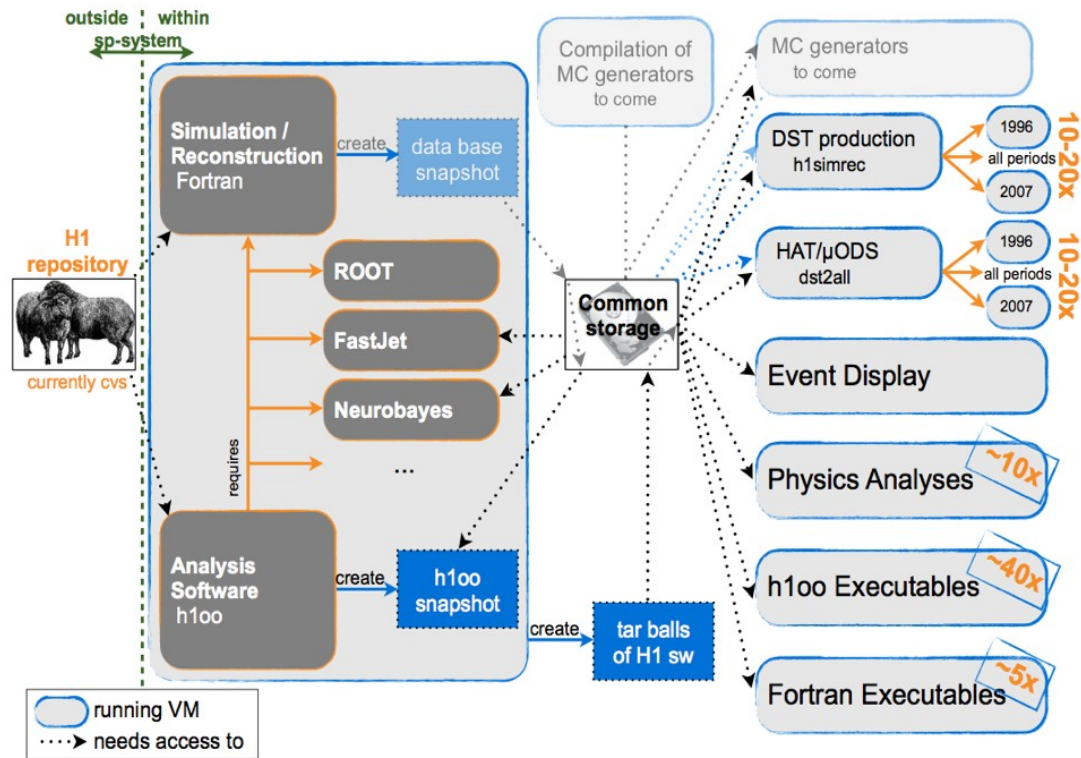 outside
within
sp-system
Simulation /
Reconstruction
Fortran
create
data base
snapshot
H1
repository
currently cvs
ROOT
FastJet
Neurobayes
...
requires
Analysis
Software
h1oo
create
h1oo
snapshot
create
tar balls
of H1 sw
Compilation of
MC generators
to come
Common
storage
MC generators
to come
DST production
h1simrec
1996
all periods
2007
10-20x
HAT/µODS
dst2all
1996
all periods
2007
10-20x
Event Display
Physics Analyses
~10x
h1oo Executables
~40x
Fortran Executables
~5x
running VM
needs access to